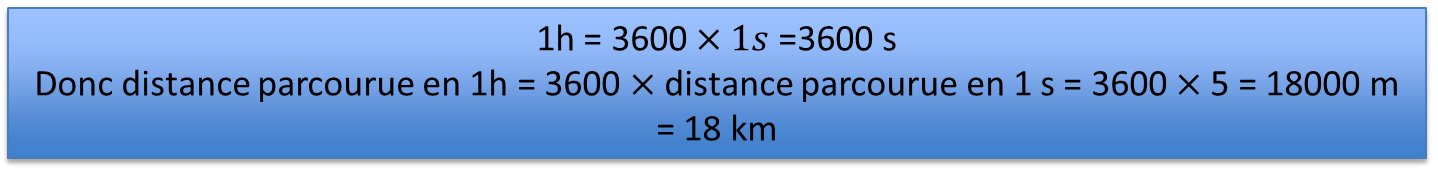 1h = 3600 × 1s =3600 s
Donc distance parcourue en 1h = 3600 × distance parcourue en 1 s = 3600 × 5 = 18000 m
= 18 km